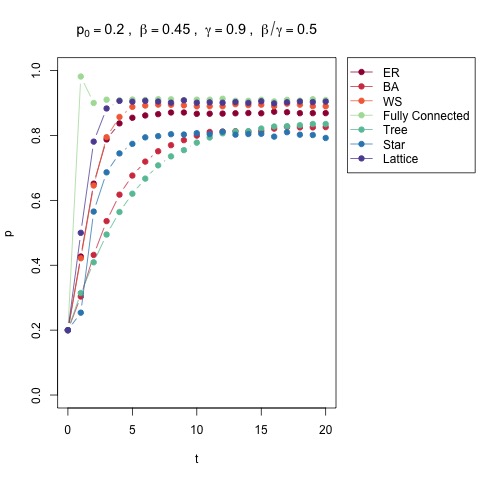 p₀ = 0.2 , β = 0.45 , γ = 0.9 , β/γ = 0.5
ER
BA
WS
Fully Connected
Tree
Star
Lattice
1.0
0.8
0.6
0.4
0.2
0.0
p
0 5 10 15 20
t